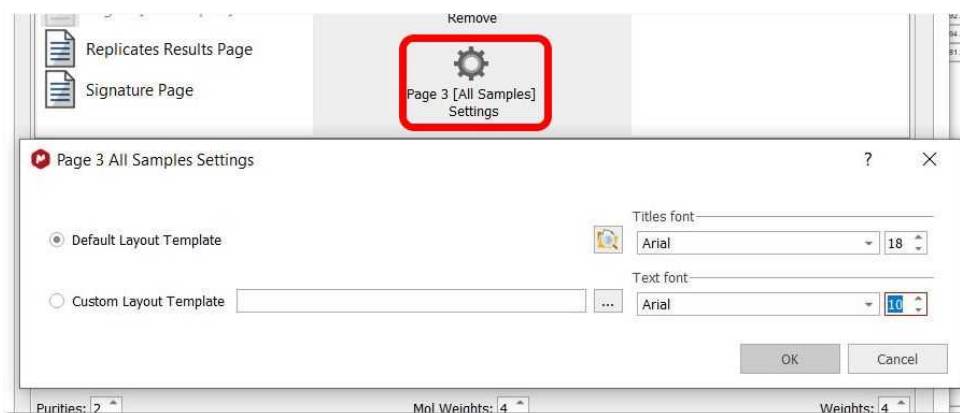 Remove
Replicates Results Page
Signature Page
Page 3 [All Samples]
Settings
Page 3 All Samples Settings
?
Default Layout Template
Titles font
Arial
18
Custom Layout Template
...
Text font
Arial
10
OK
Cancel
Purities: 2
Mol Weights: 4
Weights: 4